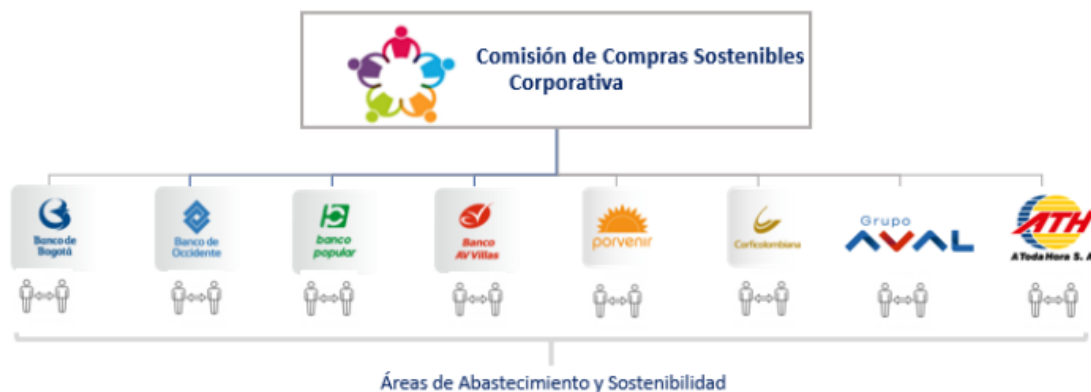 Comisión de Compras Sostenibles
Corporativa
Banco de
Bogotá
Banco de
Occidente
banco
popular
Banco
AV Villas
porvenir
Corficolombiana
Grupo
AVAL
ATH
A Toda Hora S. A
Áreas de Abastecimiento y Sostenibilidad